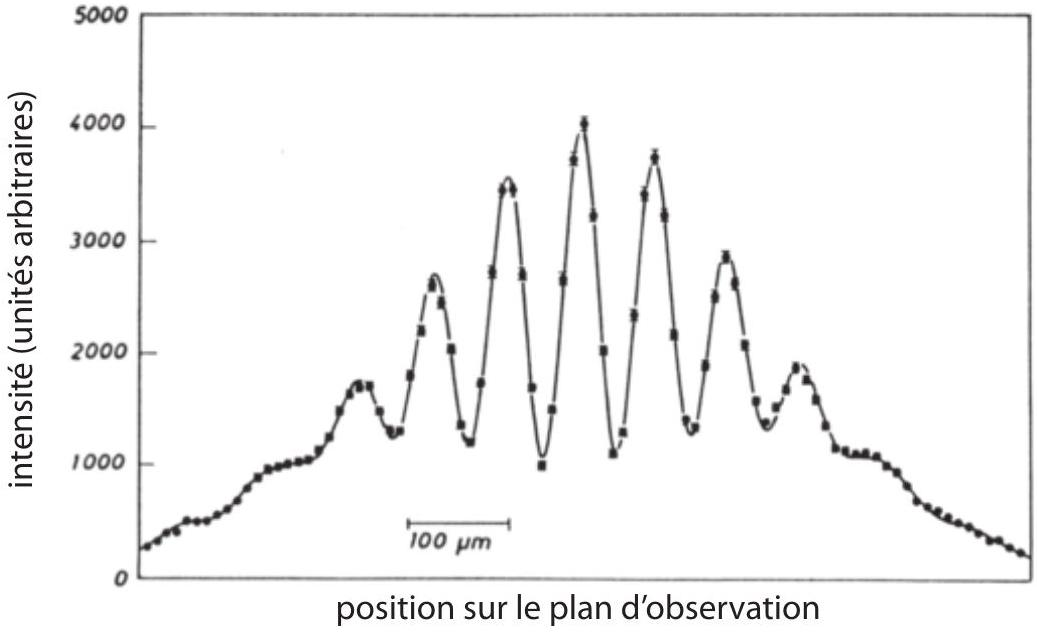 5000
4000
3000
2000
1000
0
intensité (unités arbitraires)
100 µm
position sur le plan d'observation